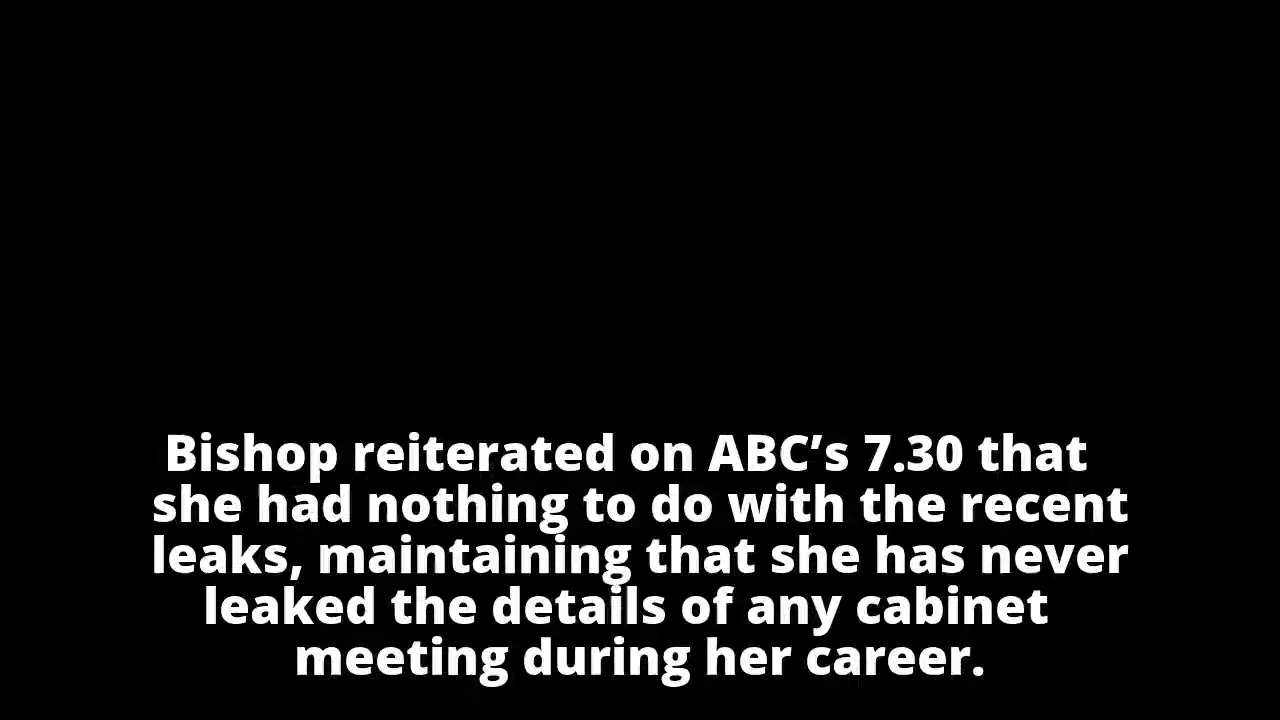 Bishop reiterated on ABC’s 7.30 that
she had nothing to do with the recent
leaks, maintaining that she has never
leaked the details of any cabinet
meeting during her career.